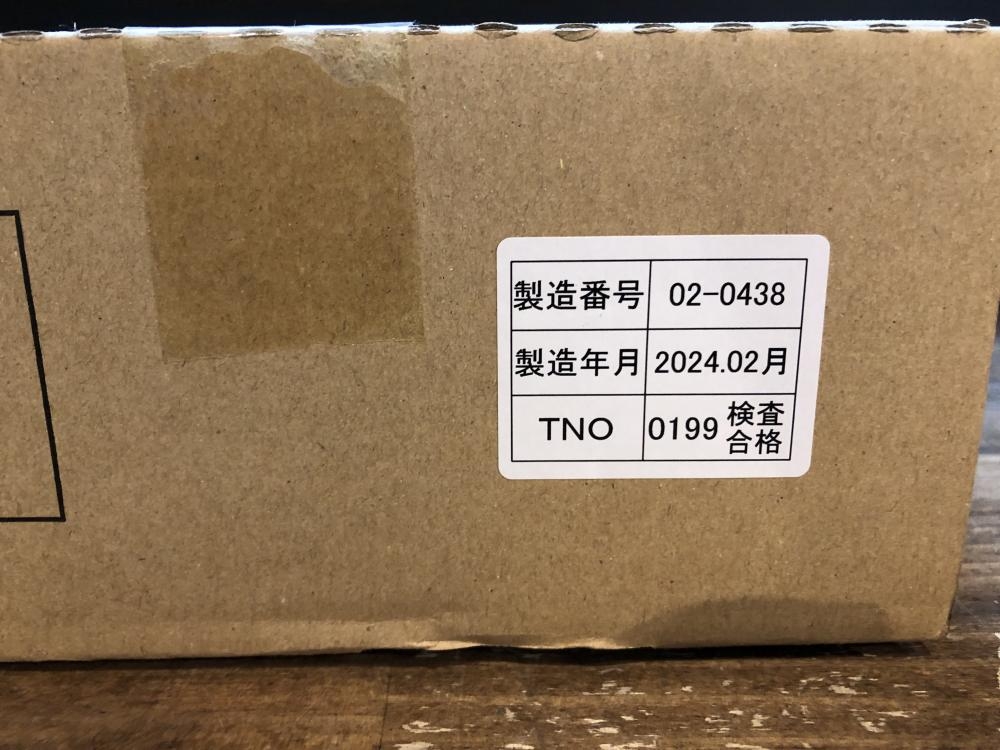 製造番号 02-0438
製造年月 2024.02月
TNO 0199 検査
合格